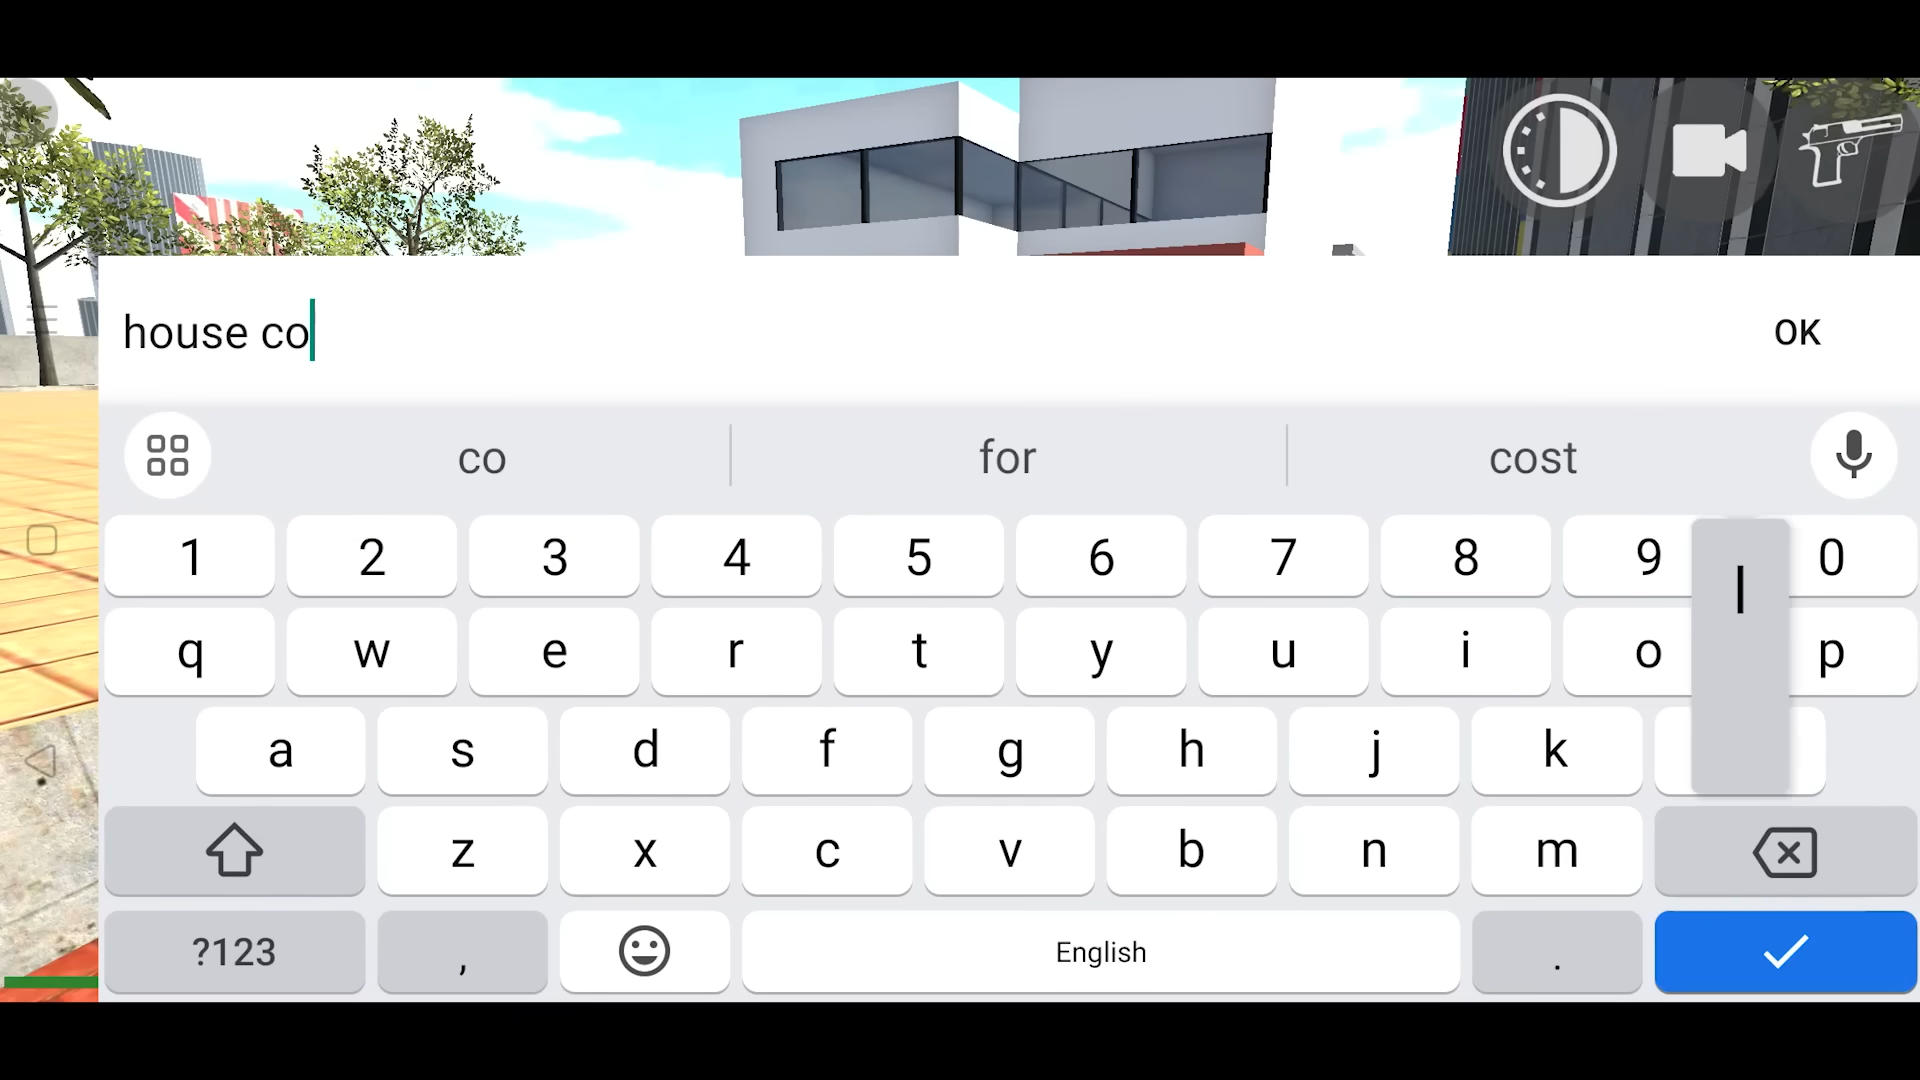 house co
OK
co for cost
1 2 3 4 5 6 7 8 9 0
l
q w e r t y u i o p
a s d f g h j k
z x c v b n m
?123 , English .